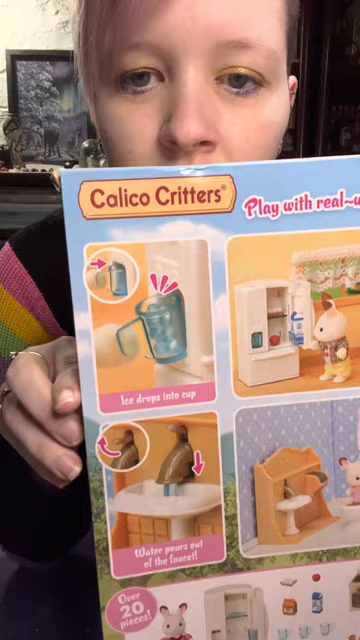 Calico Critters®
Play with real-
Ice drops into cup
Water pours out
of the faucet!
Over
20
pieces!